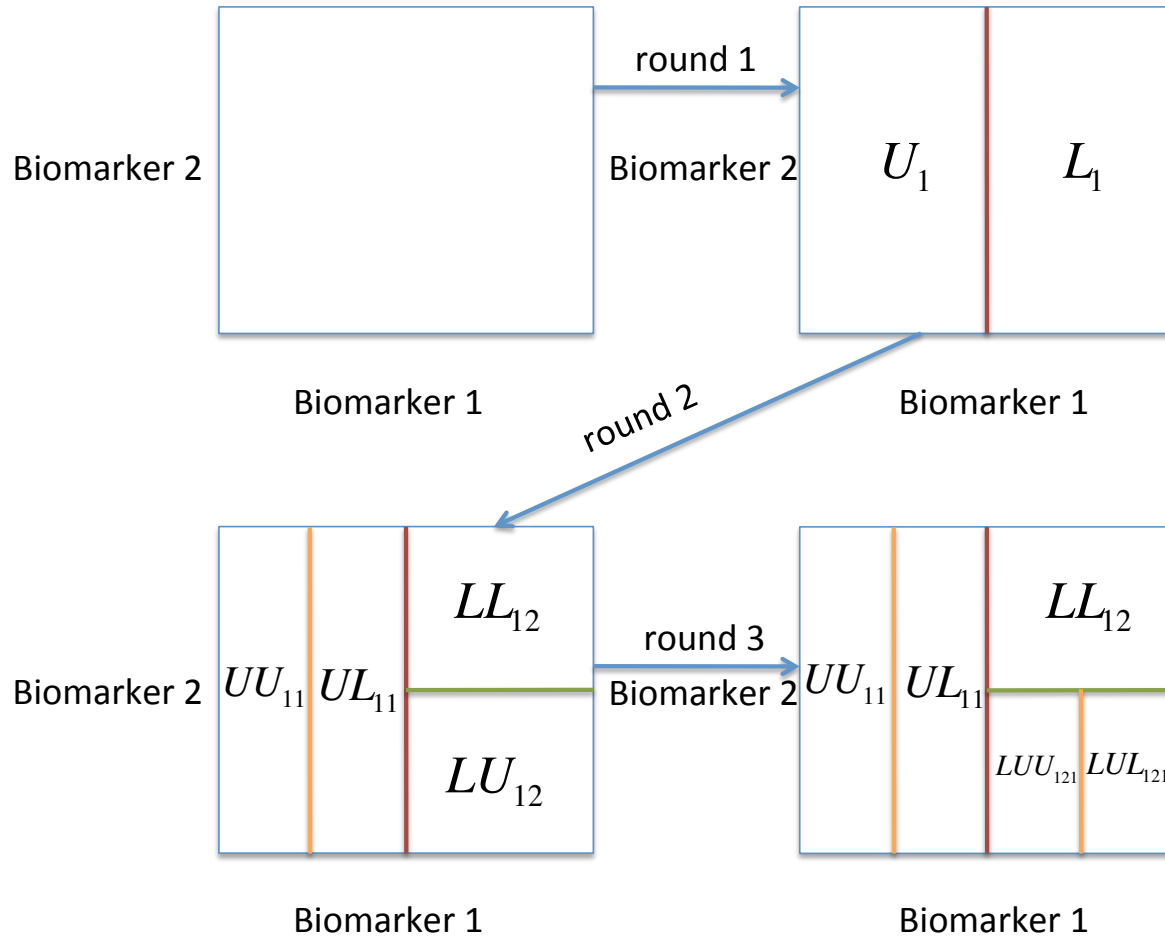 round 1
Biomarker 2
Biomarker 2
U₁
L₁
Biomarker 1
Biomarker 1
round 2
LL₁₂
LL₁₂
round 3
Biomarker 2
UU₁₁
UL₁₁
Biomarker 2
UU₁₁
UL₁₁
LU₁₂
LUU₁₂₁
LUL₁₂₁
Biomarker 1
Biomarker 1